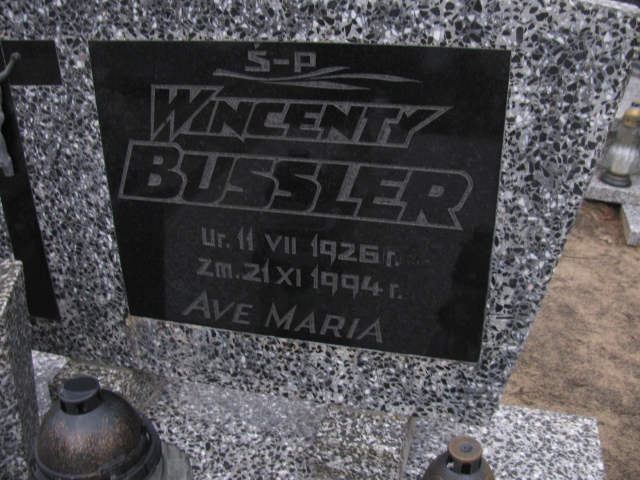 Ś-P
WINCENTY
BUSSLER
Ur. 11 VII 1926 r.
Zm. 21 XI 1994 r.
AVE MARIA